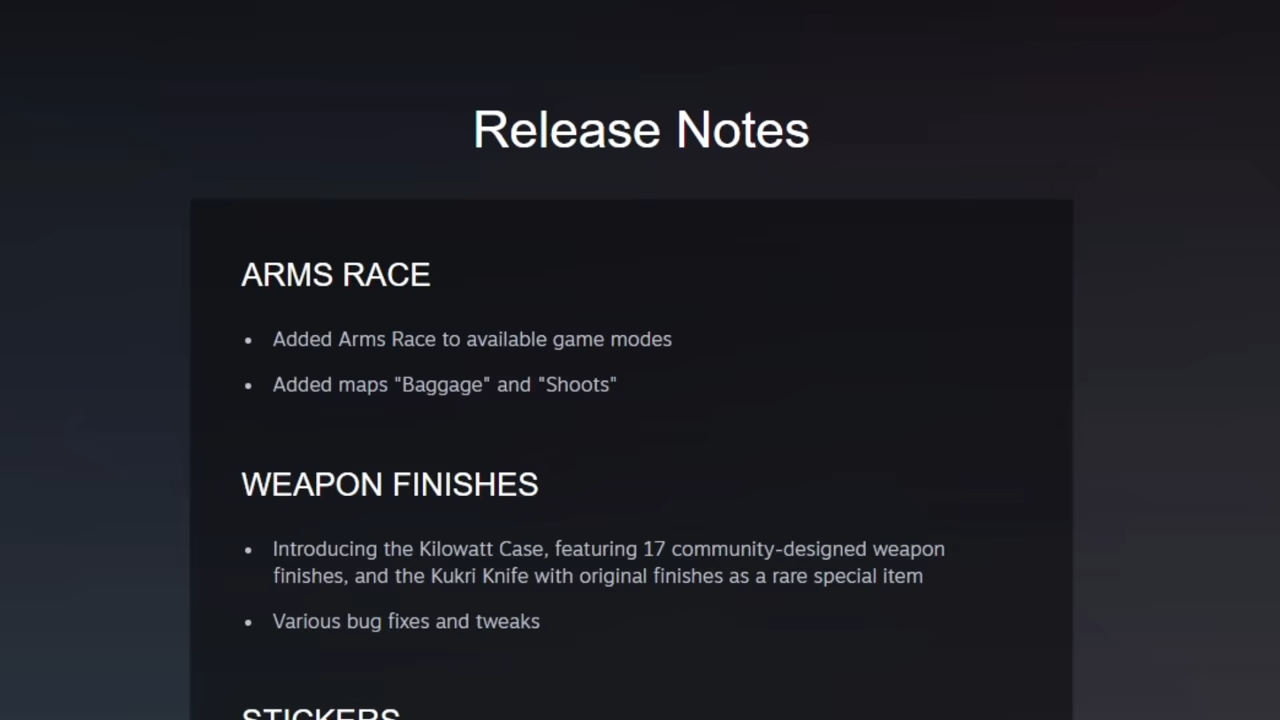 Release Notes
ARMS RACE
• Added Arms Race to available game modes
• Added maps "Baggage" and "Shoots"
WEAPON FINISHES
• Introducing the Kilowatt Case, featuring 17 community-designed weapon
finishes, and the Kukri Knife with original finishes as a rare special item
• Various bug fixes and tweaks
STICKERS